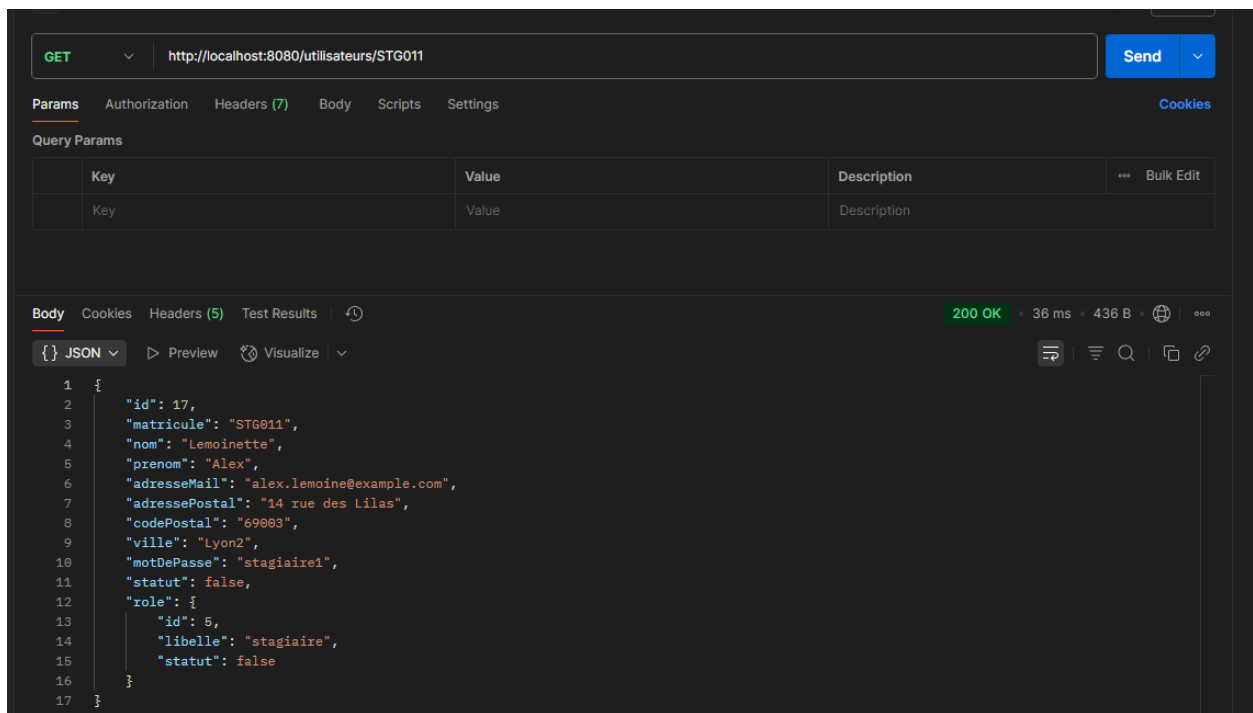 GET http://localhost:8080/utilisateurs/STG011 Send
Params Authorization Headers (7) Body Scripts Settings Cookies
Query Params
Key Value Description Bulk Edit
Key Value Description
Body Cookies Headers (5) Test Results 200 OK 36 ms 436 B
{} JSON Preview Visualize
1 {
2 "id": 17,
3 "matricule": "STG011",
4 "nom": "Lemoinette",
5 "prenom": "Alex",
6 "adresseMail": "alex.lemoine@example.com",
7 "adressePostal": "14 rue des Lilas",
8 "codePostal": "69003",
9 "ville": "Lyon2",
10 "motDePasse": "stagiaire1",
11 "statut": false,
12 "role": {
13 "id": 5,
14 "libelle": "stagiaire",
15 "statut": false
16 }
17 }